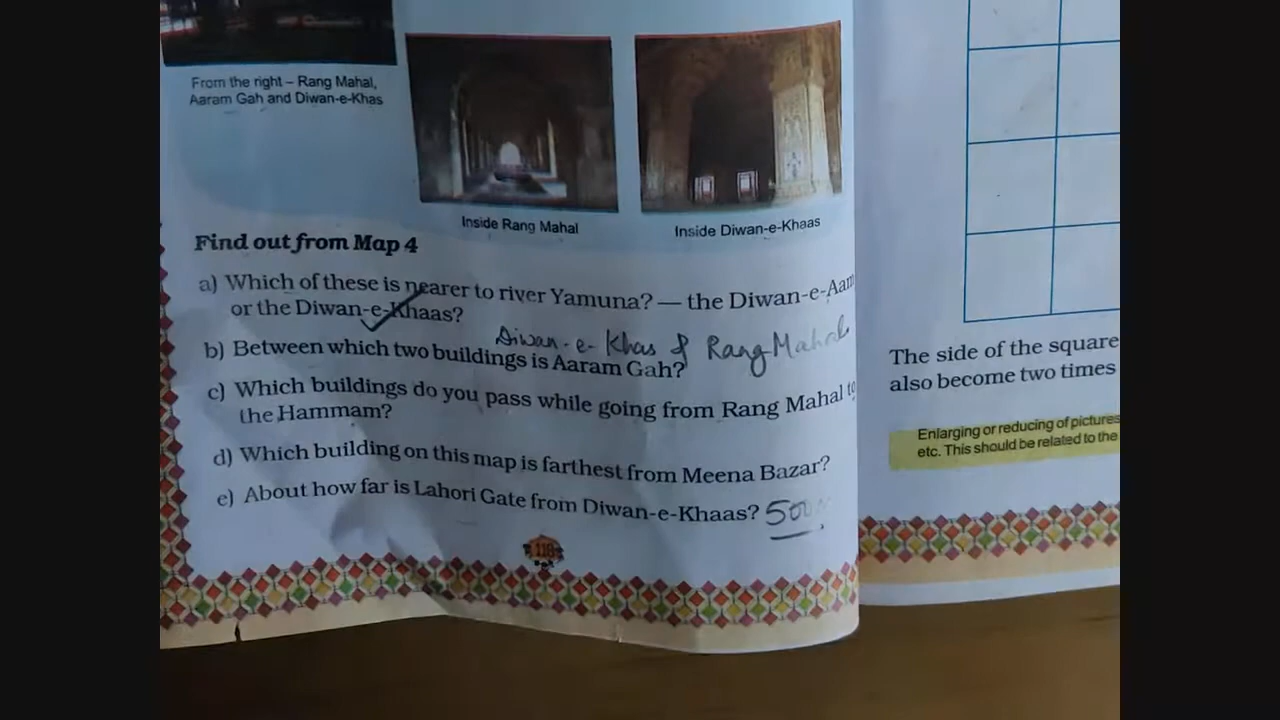 From the right – Rang Mahal,
Aaram Gah and Diwan-e-Khas
Inside Rang Mahal
Inside Diwan-e-Khaas
Find out from Map 4
a) Which of these is nearer to river Yamuna? — the Diwan-e-Aam
or the Diwan-e-Khaas?
Diwan-e-Khas & Rang Mahal
b) Between which two buildings is Aaram Gah?
c) Which buildings do you pass while going from Rang Mahal to
the Hammam?
d) Which building on this map is farthest from Meena Bazar?
e) About how far is Lahori Gate from Diwan-e-Khaas? 500
118
The side of the square
also become two times
Enlarging or reducing of pictures
etc. This should be related to the